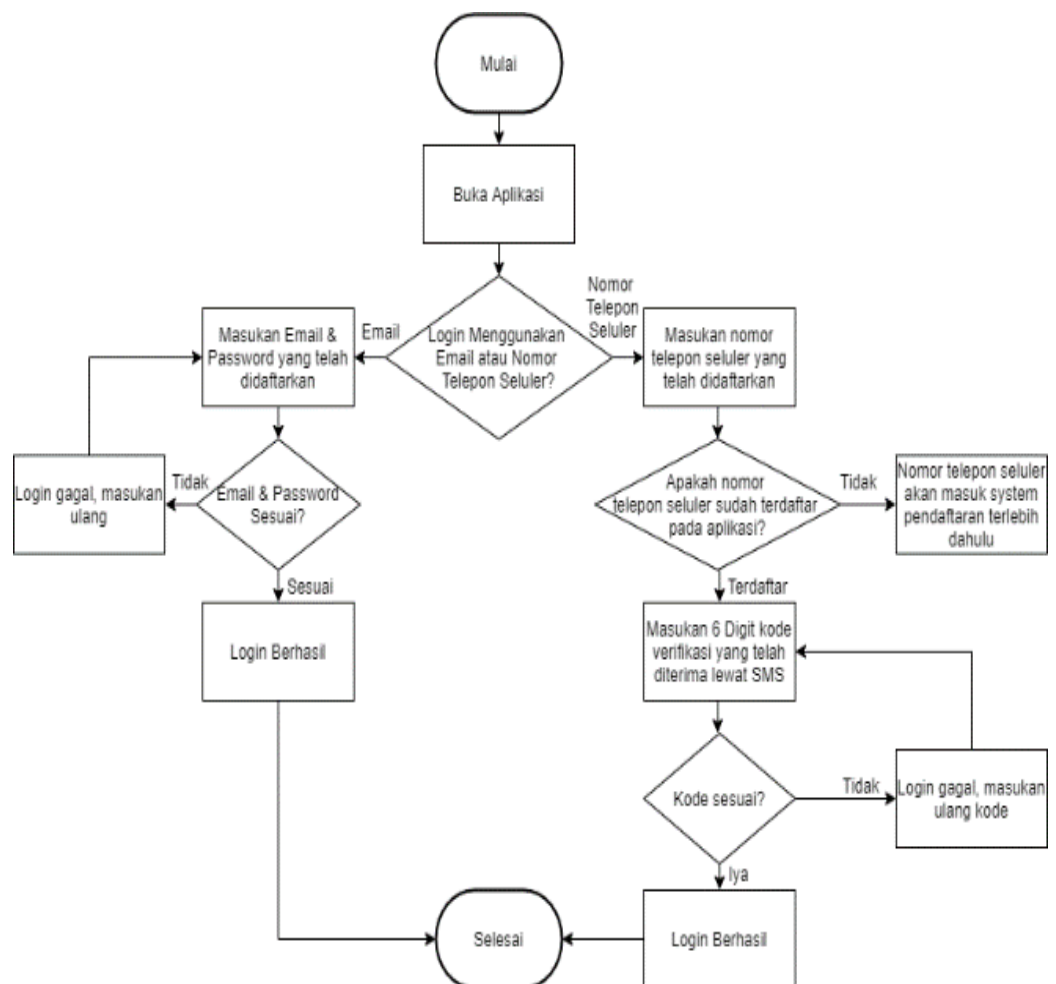 Mulai
Buka Aplikasi
Login Menggunakan
Email atau Nomor
Telepon Seluler?
Email
Nomor
Telepon
Seluler
Masukan Email &
Password yang telah
didaftarkan
Masukan nomor
telepon seluler yang
telah didaftarkan
Email & Password
Sesuai?
Tidak
Login gagal, masukan
ulang
Sesuai
Login Berhasil
Apakah nomor
telepon seluler sudah terdaftar
pada aplikasi?
Tidak
Nomor telepon seluler
akan masuk system
pendaftaran terlebih
dahulu
Terdaftar
Masukan 6 Digit kode
verifikasi yang telah
diterima lewat SMS
Kode sesuai?
Tidak
Login gagal, masukan
ulang kode
Iya
Login Berhasil
Selesai